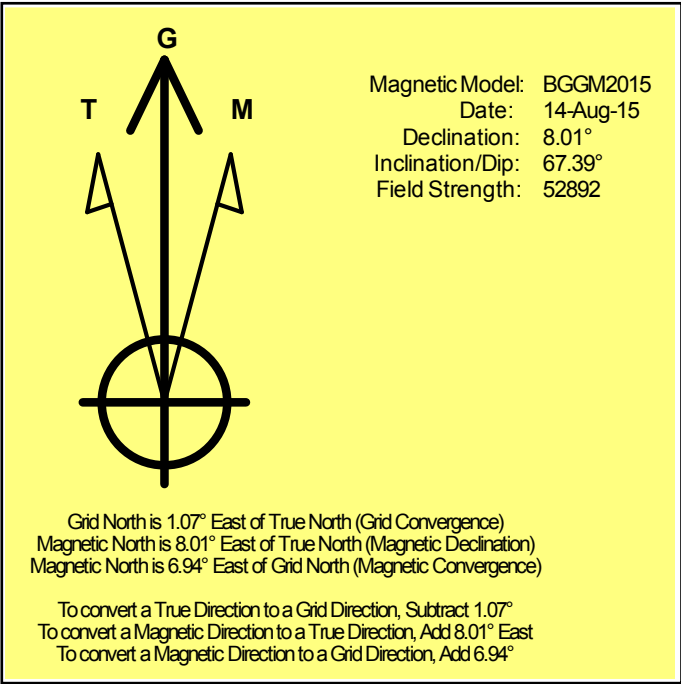 G
T M
Magnetic Model: BGGM2015
Date: 14-Aug-15
Declination: 8.01°
Inclination/Dip: 67.39°
Field Strength: 52892
Grid North is 1.07° East of True North (Grid Convergence)
Magnetic North is 8.01° East of True North (Magnetic Declination)
Magnetic North is 6.94° East of Grid North (Magnetic Convergence)
To convert a True Direction to a Grid Direction, Subtract 1.07°
To convert a Magnetic Direction to a True Direction, Add 8.01° East
To convert a Magnetic Direction to a Grid Direction, Add 6.94°